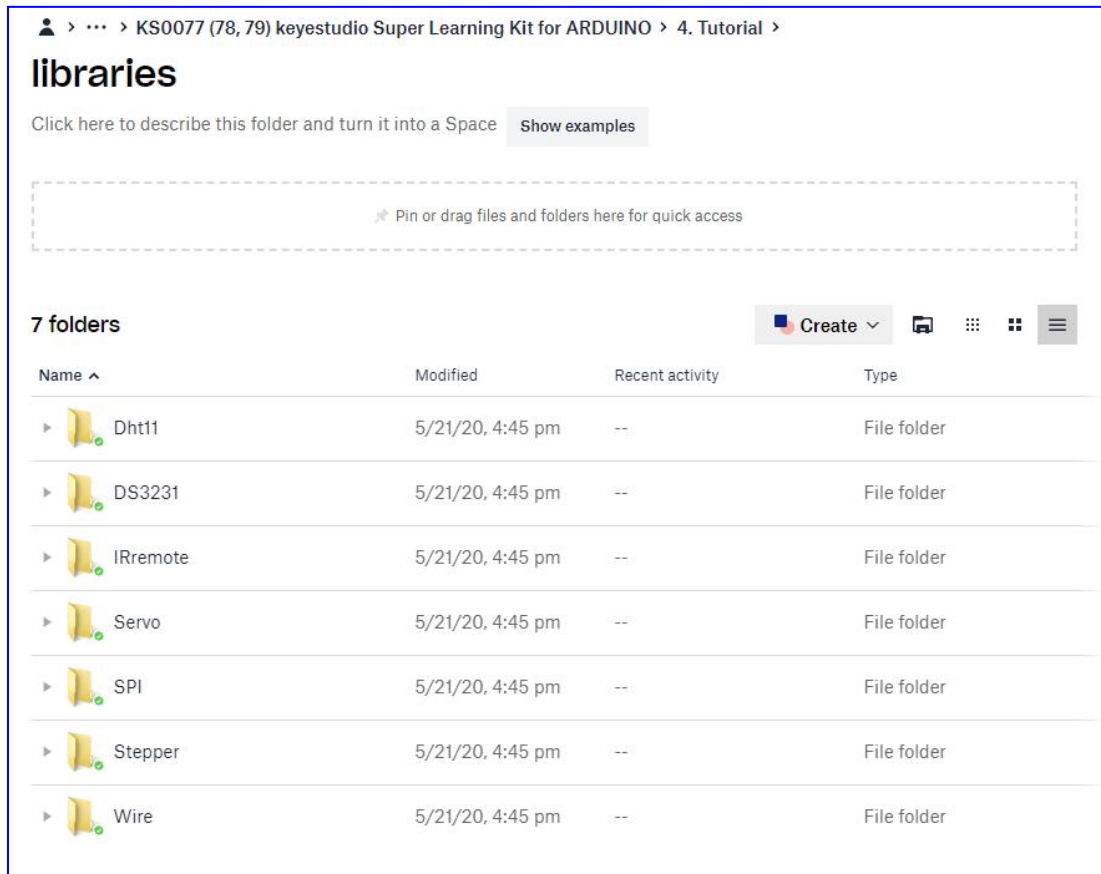 > ··· > KS0077 (78, 79) keyestudio Super Learning Kit for ARDUINO > 4. Tutorial >
libraries
Click here to describe this folder and turn it into a Space Show examples
Pin or drag files and folders here for quick access
7 folders Create
Name Modified Recent activity Type
Dht11 5/21/20, 4:45 pm -- File folder
DS3231 5/21/20, 4:45 pm -- File folder
IRremote 5/21/20, 4:45 pm -- File folder
Servo 5/21/20, 4:45 pm -- File folder
SPI 5/21/20, 4:45 pm -- File folder
Stepper 5/21/20, 4:45 pm -- File folder
Wire 5/21/20, 4:45 pm -- File folder